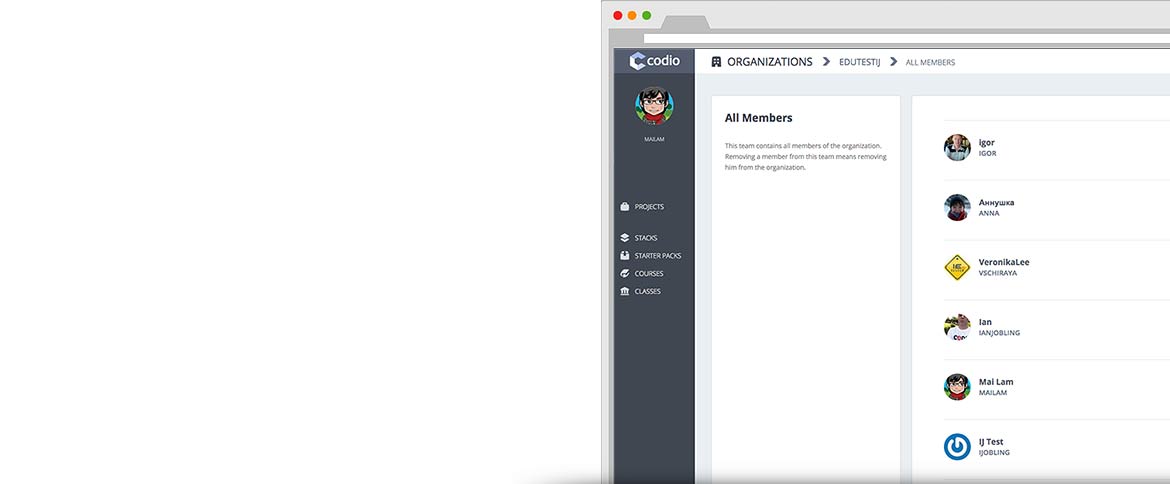 codio
ORGANIZATIONS EDUTESTIJ ALL MEMBERS
MAILAM
PROJECTS
STACKS
STARTER PACKS
COURSES
CLASSES
All Members
This team contains all members of the organization.
Removing a member from this team means removing
him from the organization.
igor
IGOR
Аннушка
ANNA
VeronikaLee
VSCHIRAYA
Ian
IANJOBLING
Mai Lam
MAILAM
IJ Test
IJOBLING